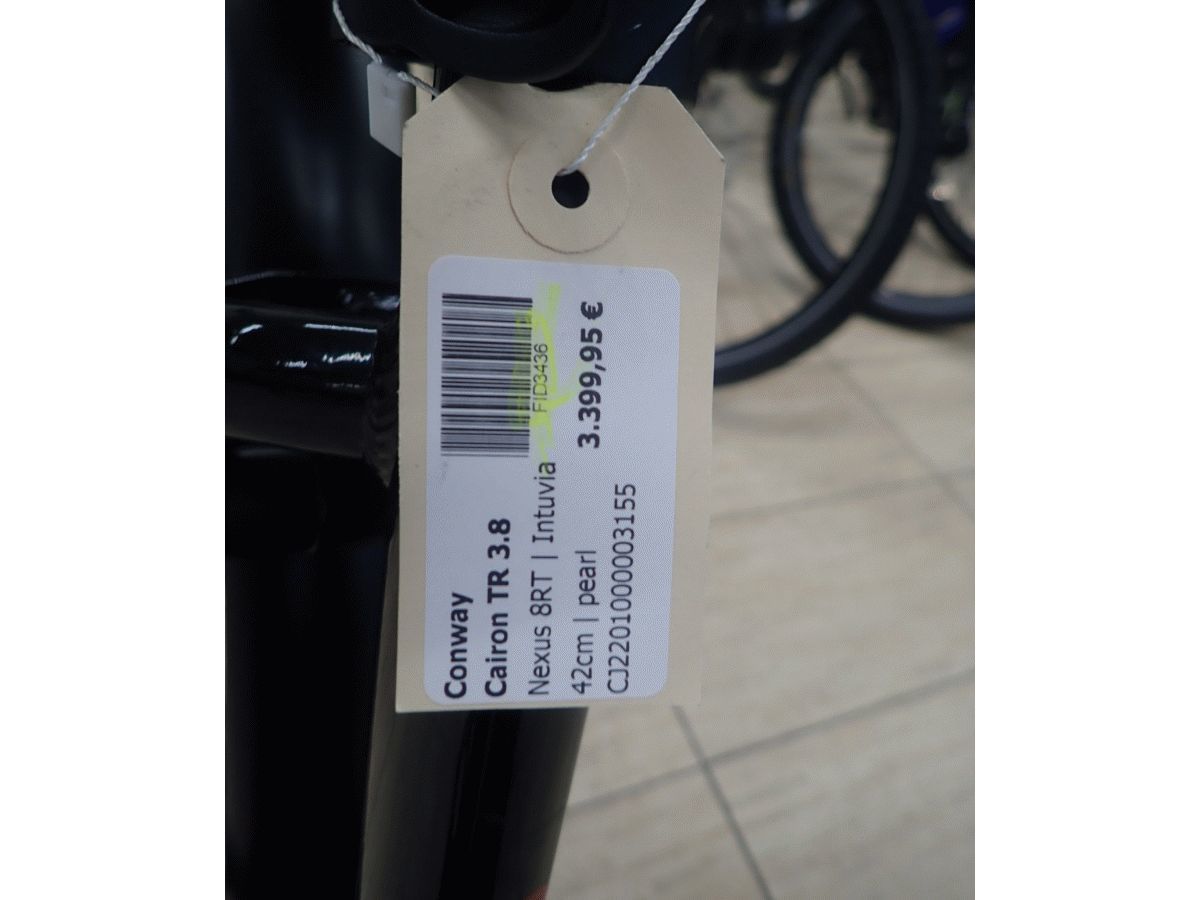 Conway
Cairon TR 3.8
Nexus 8RT | Intuvia
42cm | pearl
CJ2201000003155
FID3436
3.399,95 €